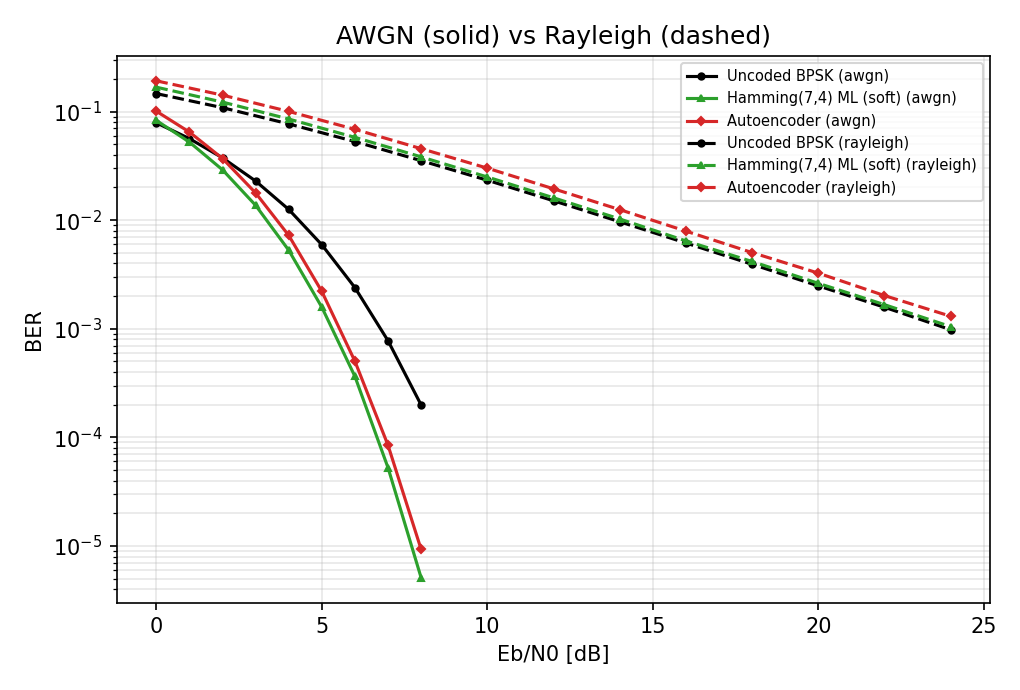 AWGN (solid) vs Rayleigh (dashed)
Uncoded BPSK (awgn)
Hamming(7,4) ML (soft) (awgn)
Autoencoder (awgn)
Uncoded BPSK (rayleigh)
Hamming(7,4) ML (soft) (rayleigh)
Autoencoder (rayleigh)
BER
10⁻¹
10⁻²
10⁻³
10⁻⁴
10⁻⁵
0 5 10 15 20 25
Eb/N0 [dB]